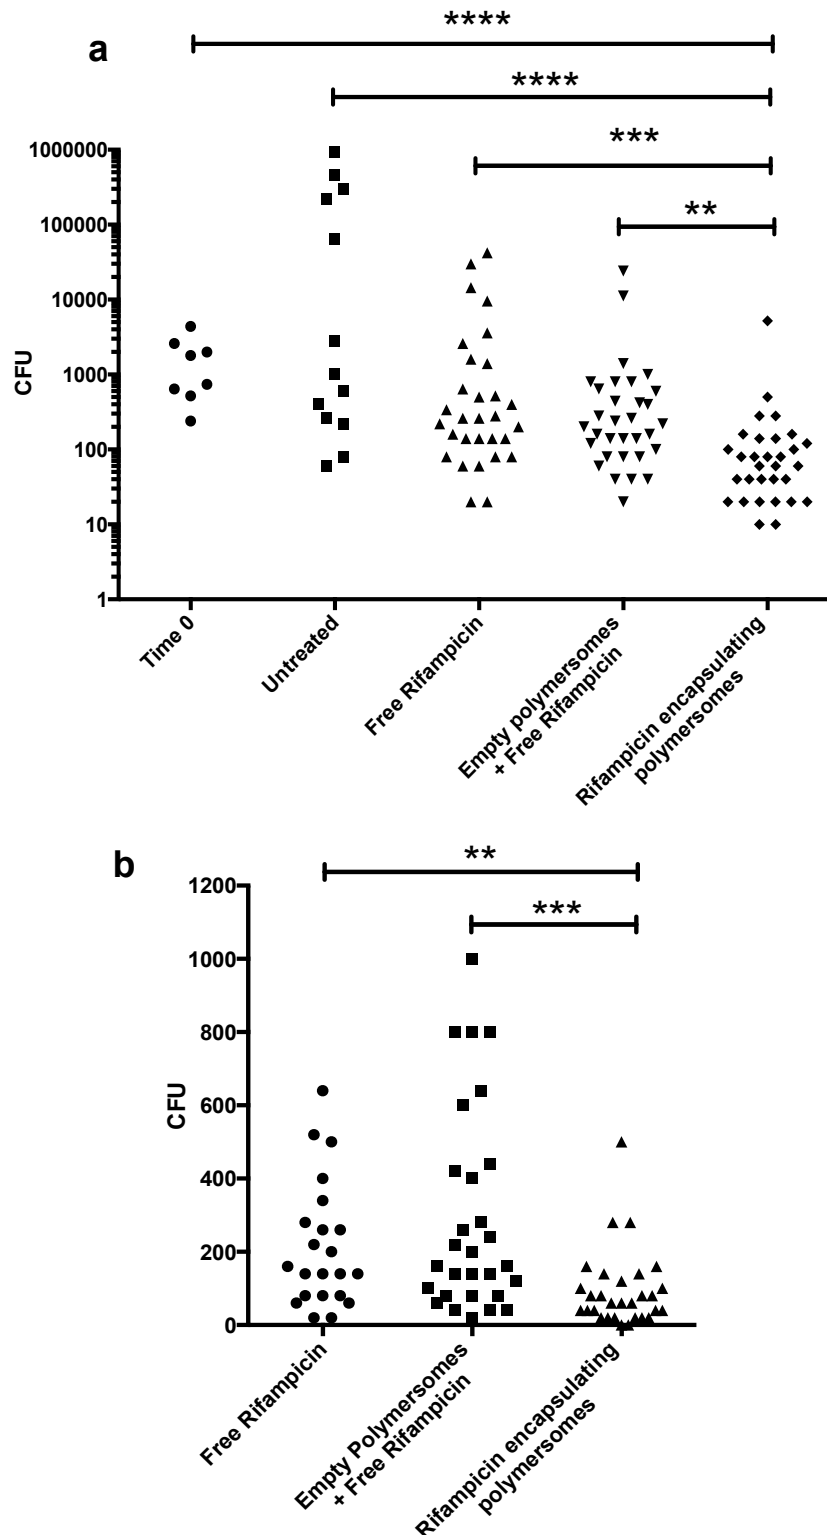 a
****
****
***
**
1000000
100000
10000
1000
100
10
1
CFU
Time 0
Untreated
Free Rifampicin
Empty polymersomes
+ Free Rifampicin
Rifampicin encapsulating
polymersomes
b
**
***
1200
1000
800
600
400
200
0
CFU
Free Rifampicin
Empty Polymersomes
+ Free Rifampicin
Rifampicin encapsulating
polymersomes